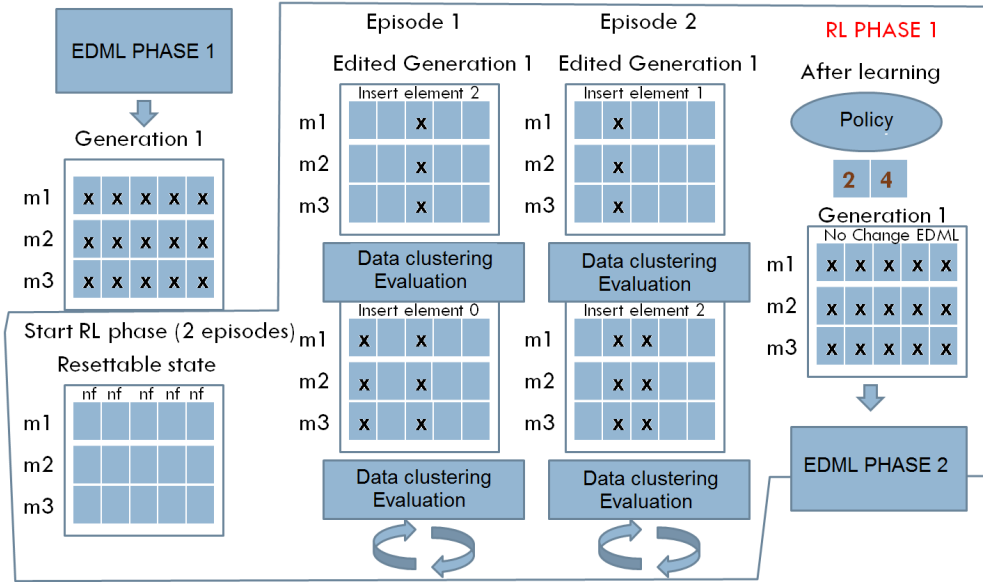 EDML PHASE 1
Generation 1
m1 x x x x x
m2 x x x x x
m3 x x x x x
Start RL phase (2 episodes)
Resettable state
nf nf nf nf nf
m1
m2
m3
Episode 1
Edited Generation 1
Insert element 2
m1 x
m2 x
m3 x
Data clustering
Evaluation
Insert element 0
m1 x x
m2 x x
m3 x x
Data clustering
Evaluation
Episode 2
Edited Generation 1
Insert element 1
m1 x
m2 x
m3 x
Data clustering
Evaluation
Insert element 2
m1 x x
m2 x x
m3 x x
Data clustering
Evaluation
RL PHASE 1
After learning
Policy
2 4
Generation 1
No Change EDML
m1 x x x x x
m2 x x x x x
m3 x x x x x
EDML PHASE 2